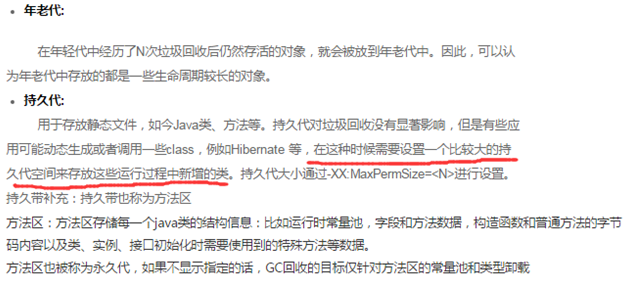 年老代:
在年轻代中经历了N次垃圾回收后仍然存活的对象，就会被放到年老代中。因此，可以认
为年老代中存放的都是一些生命周期较长的对象。
持久代:
用于存放静态文件，如今Java类、方法等。持久代对垃圾回收没有显著影响，但是有些应
用可能动态生成或者调用一些class，例如Hibernate 等，在这种时候需要设置一个比较大的持
久代空间来存放这些运行过程中新增的类。持久代大小通过-XX:MaxPermSize=<N>进行设置。
持久带补充：持久带也称为方法区
方法区：方法区存储每一个java类的结构信息：比如运行时常量池，字段和方法数据，构造函数和普通方法的字节
码内容以及类、实例、接口初始化时需要使用到的特殊方法等数据。
方法区也被称为永久代，如果不显示指定的话，GC回收的目标仅针对方法区的常量池和类型卸载